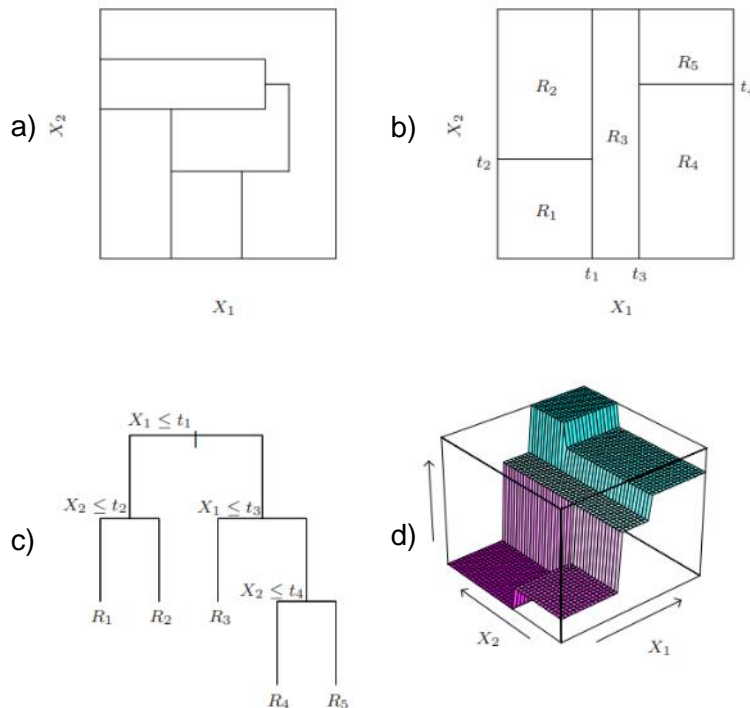 a)
X₂
X₁
b)
X₂
R₂
R₅
R₃
R₄
R₁
t₂
t₁
t₃
X₁
c)
X₁ ≤ t₁
X₂ ≤ t₂
X₁ ≤ t₃
X₂ ≤ t₄
R₁
R₂
R₃
R₄
R₅
d)
X₂
X₁